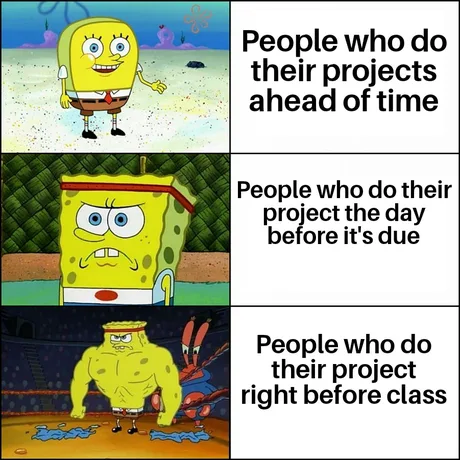 People who do
their projects
ahead of time
People who do their
project the day
before it's due
People who do
their project
right before class